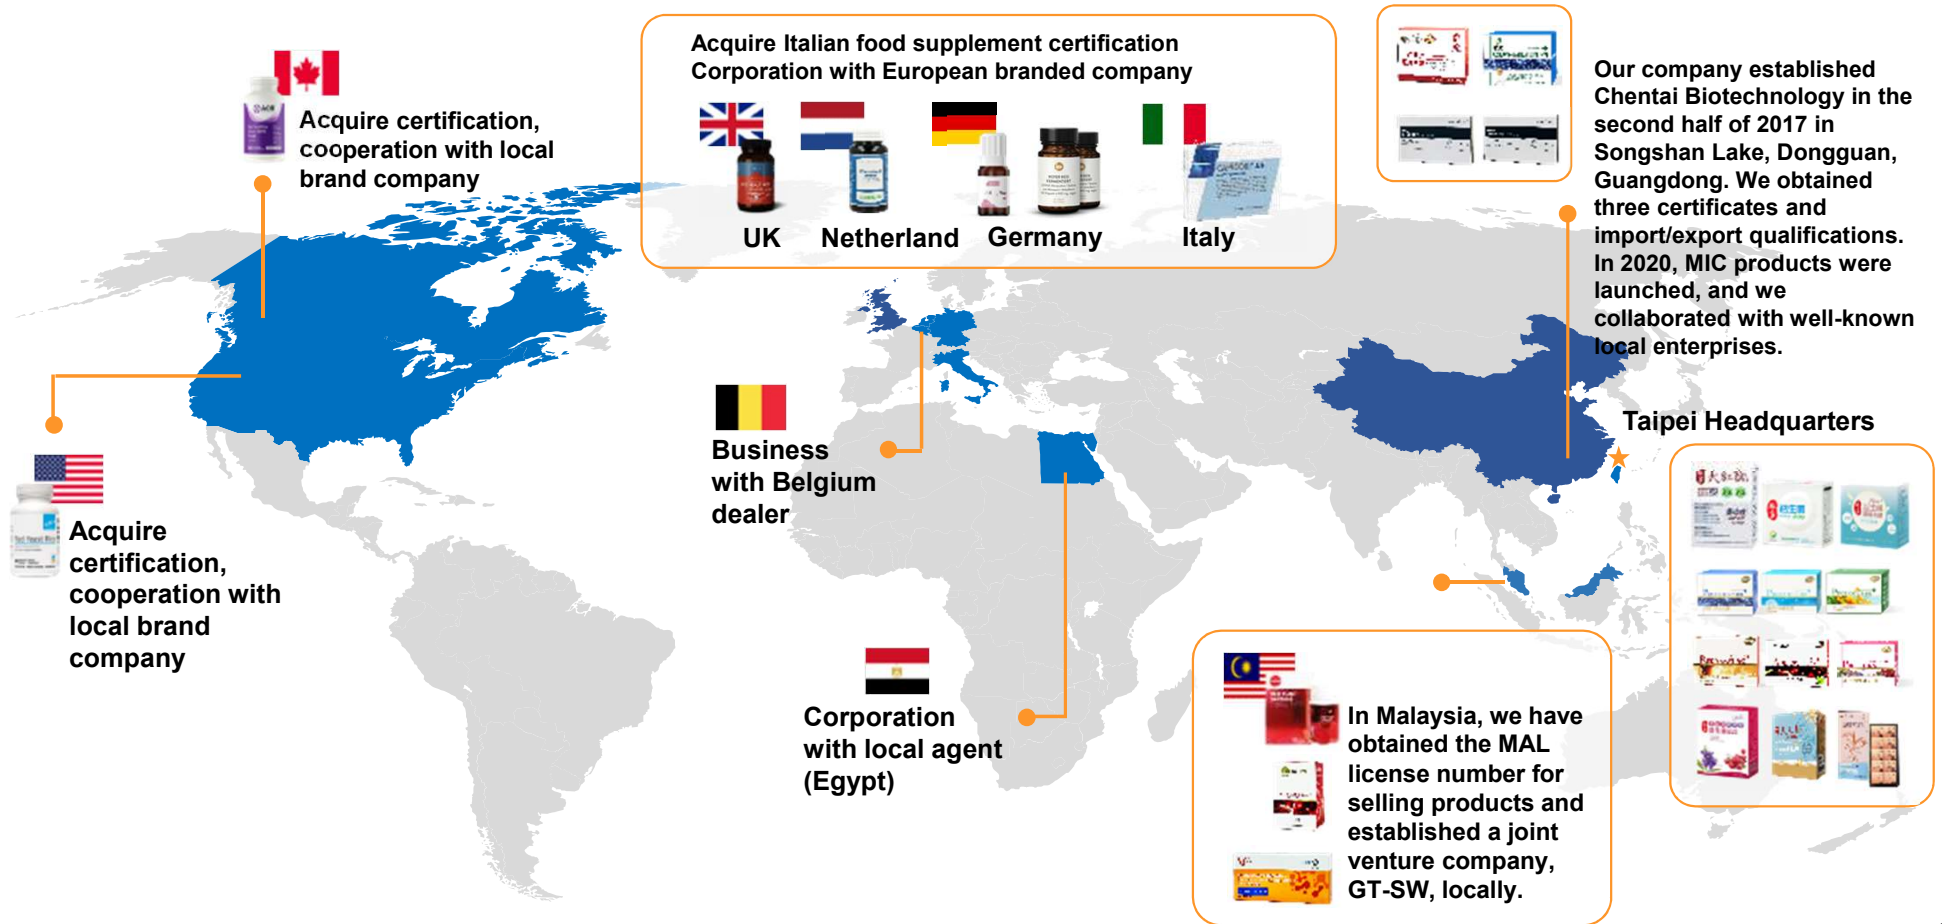 Acquire certification,
cooperation with local
brand company
Acquire Italian food supplement certification
Corporation with European branded company
UK
Netherland
Germany
Italy
Our company established
Chentai Biotechnology in the
second half of 2017 in
Songshan Lake, Dongguan,
Guangdong. We obtained
three certificates and
import/export qualifications.
In 2020, MIC products were
launched, and we
collaborated with well-known
local enterprises.
Taipei Headquarters
Business
with Belgium
dealer
Acquire
certification,
cooperation with
local brand
company
Corporation
with local agent
(Egypt)
In Malaysia, we have
obtained the MAL
license number for
selling products and
established a joint
venture company,
GT-SW, locally.